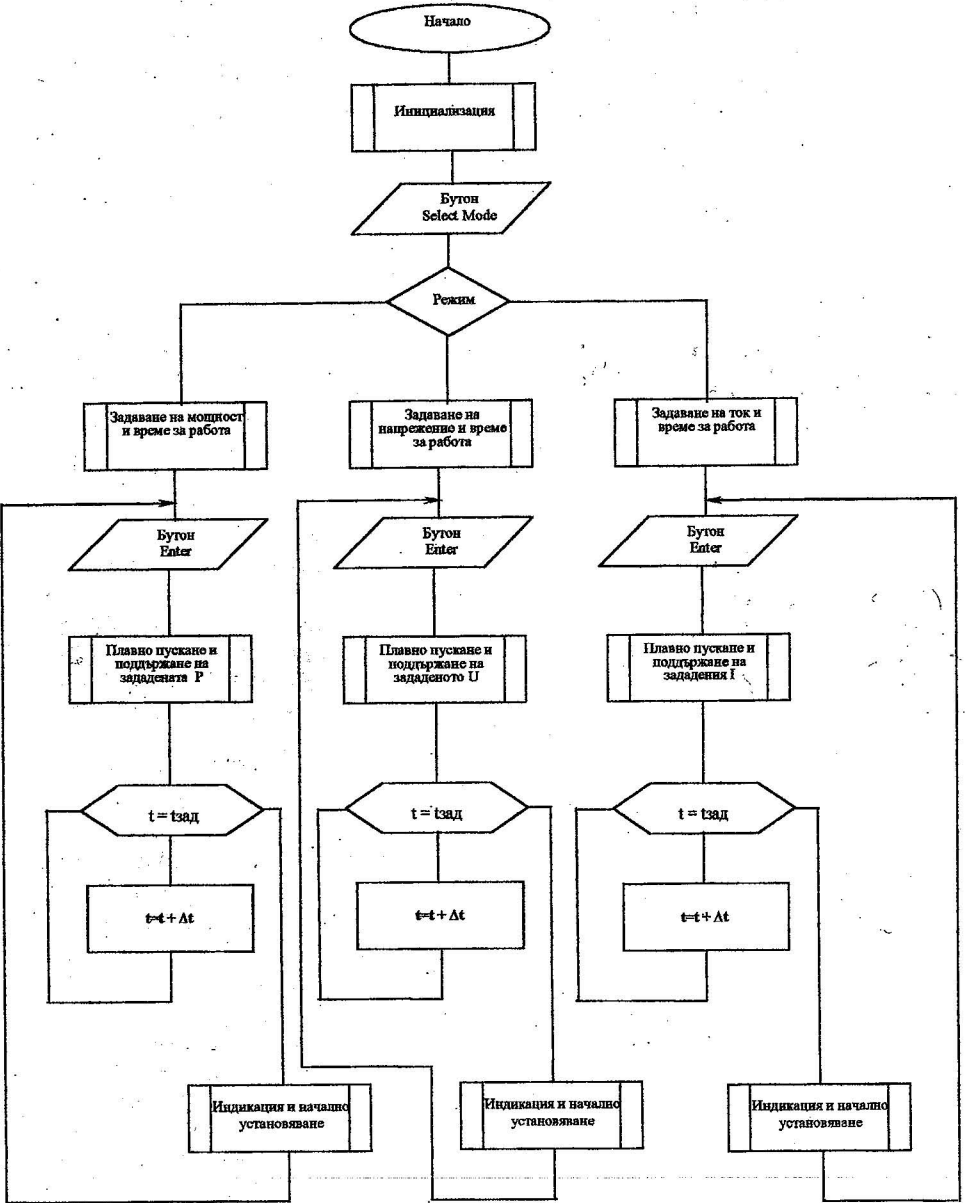 Начало
Инициализация
Бутон
Select Mode
Режим
Задаване на мощност
и време за работа
Задаване на
напрежение и време
за работа
Задаване на ток и
време за работа
Бутон
Enter
Бутон
Enter
Бутон
Enter
Плавно пускане и
поддържане на
зададената P
Плавно пускане и
поддържане на
зададеното U
Плавно пускане и
поддържане на
зададения I
t = tзад
t = tзад
t = tзад
t=t + Δt
t=t + Δt
t=t + Δt
Индикация и начално
установяване
Индикация и начално
установяване
Индикация и начално
установяване